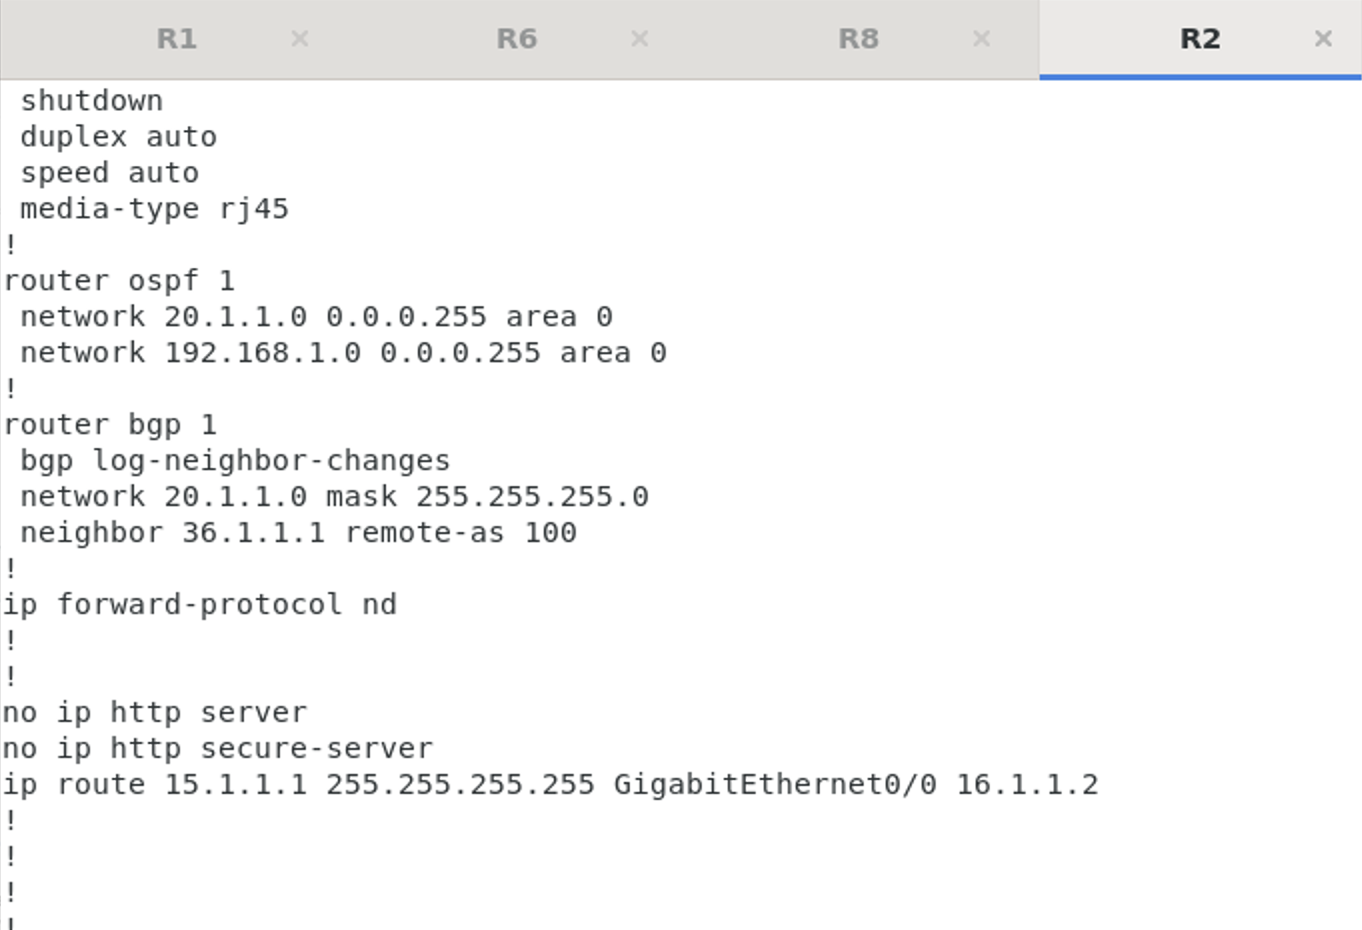 R1 × R6 × R8 × R2 ×
shutdown
duplex auto
speed auto
media-type rj45
!
router ospf 1
network 20.1.1.0 0.0.0.255 area 0
network 192.168.1.0 0.0.0.255 area 0
!
router bgp 1
bgp log-neighbor-changes
network 20.1.1.0 mask 255.255.255.0
neighbor 36.1.1.1 remote-as 100
!
ip forward-protocol nd
!
!
no ip http server
no ip http secure-server
ip route 15.1.1.1 255.255.255.255 GigabitEthernet0/0 16.1.1.2
!
!
!
!